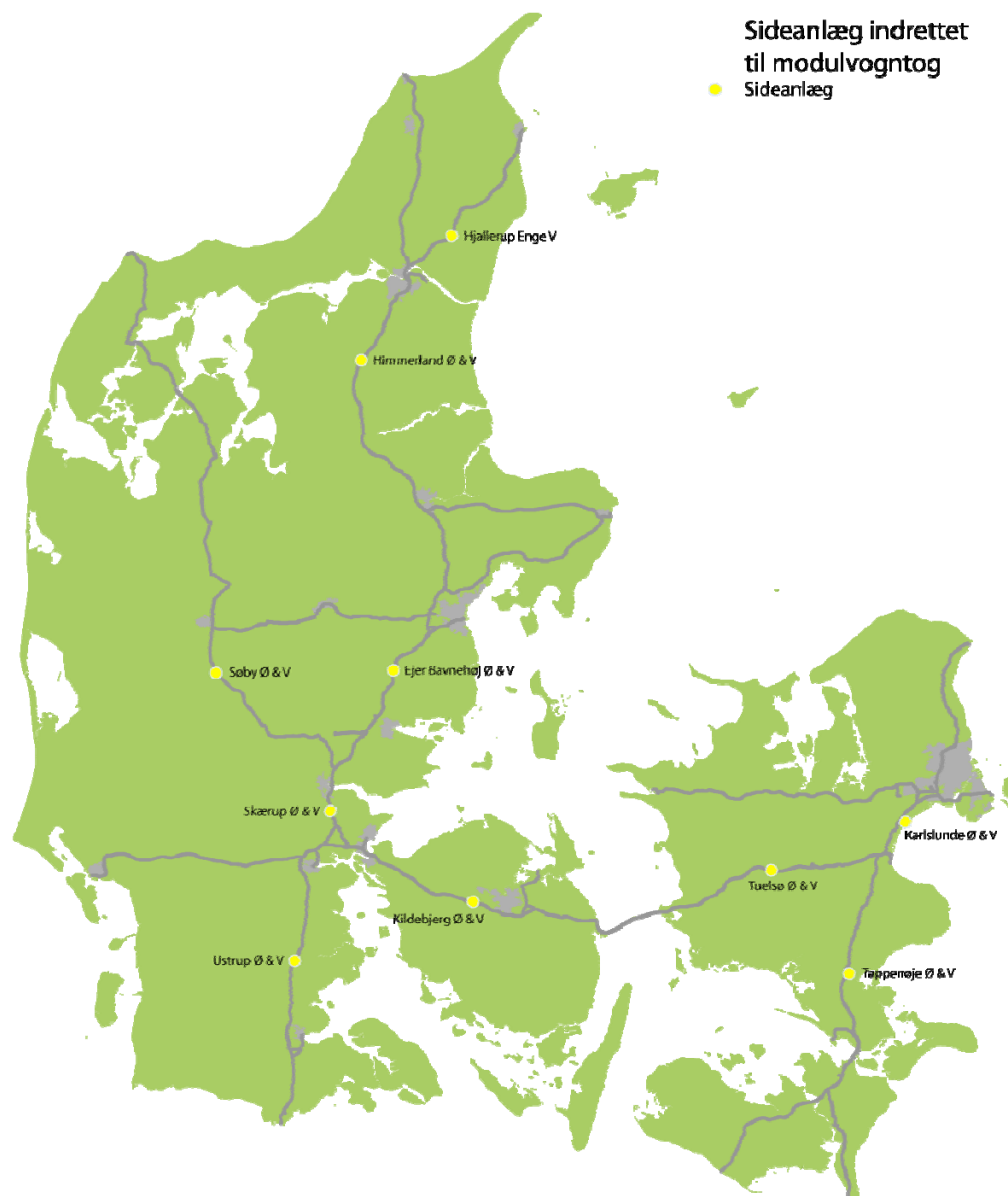 Sideanlæg indrettet
til modulvogntog
Sideanlæg
Hjallerup Enge V
Himmerland Ø & V
Søby Ø & V
Ejer Bavnehøj Ø & V
Skærup Ø & V
Karlslunde Ø & V
Tuelsø Ø & V
Kildebjerg Ø & V
Ustrup Ø & V
Tappernøje Ø & V